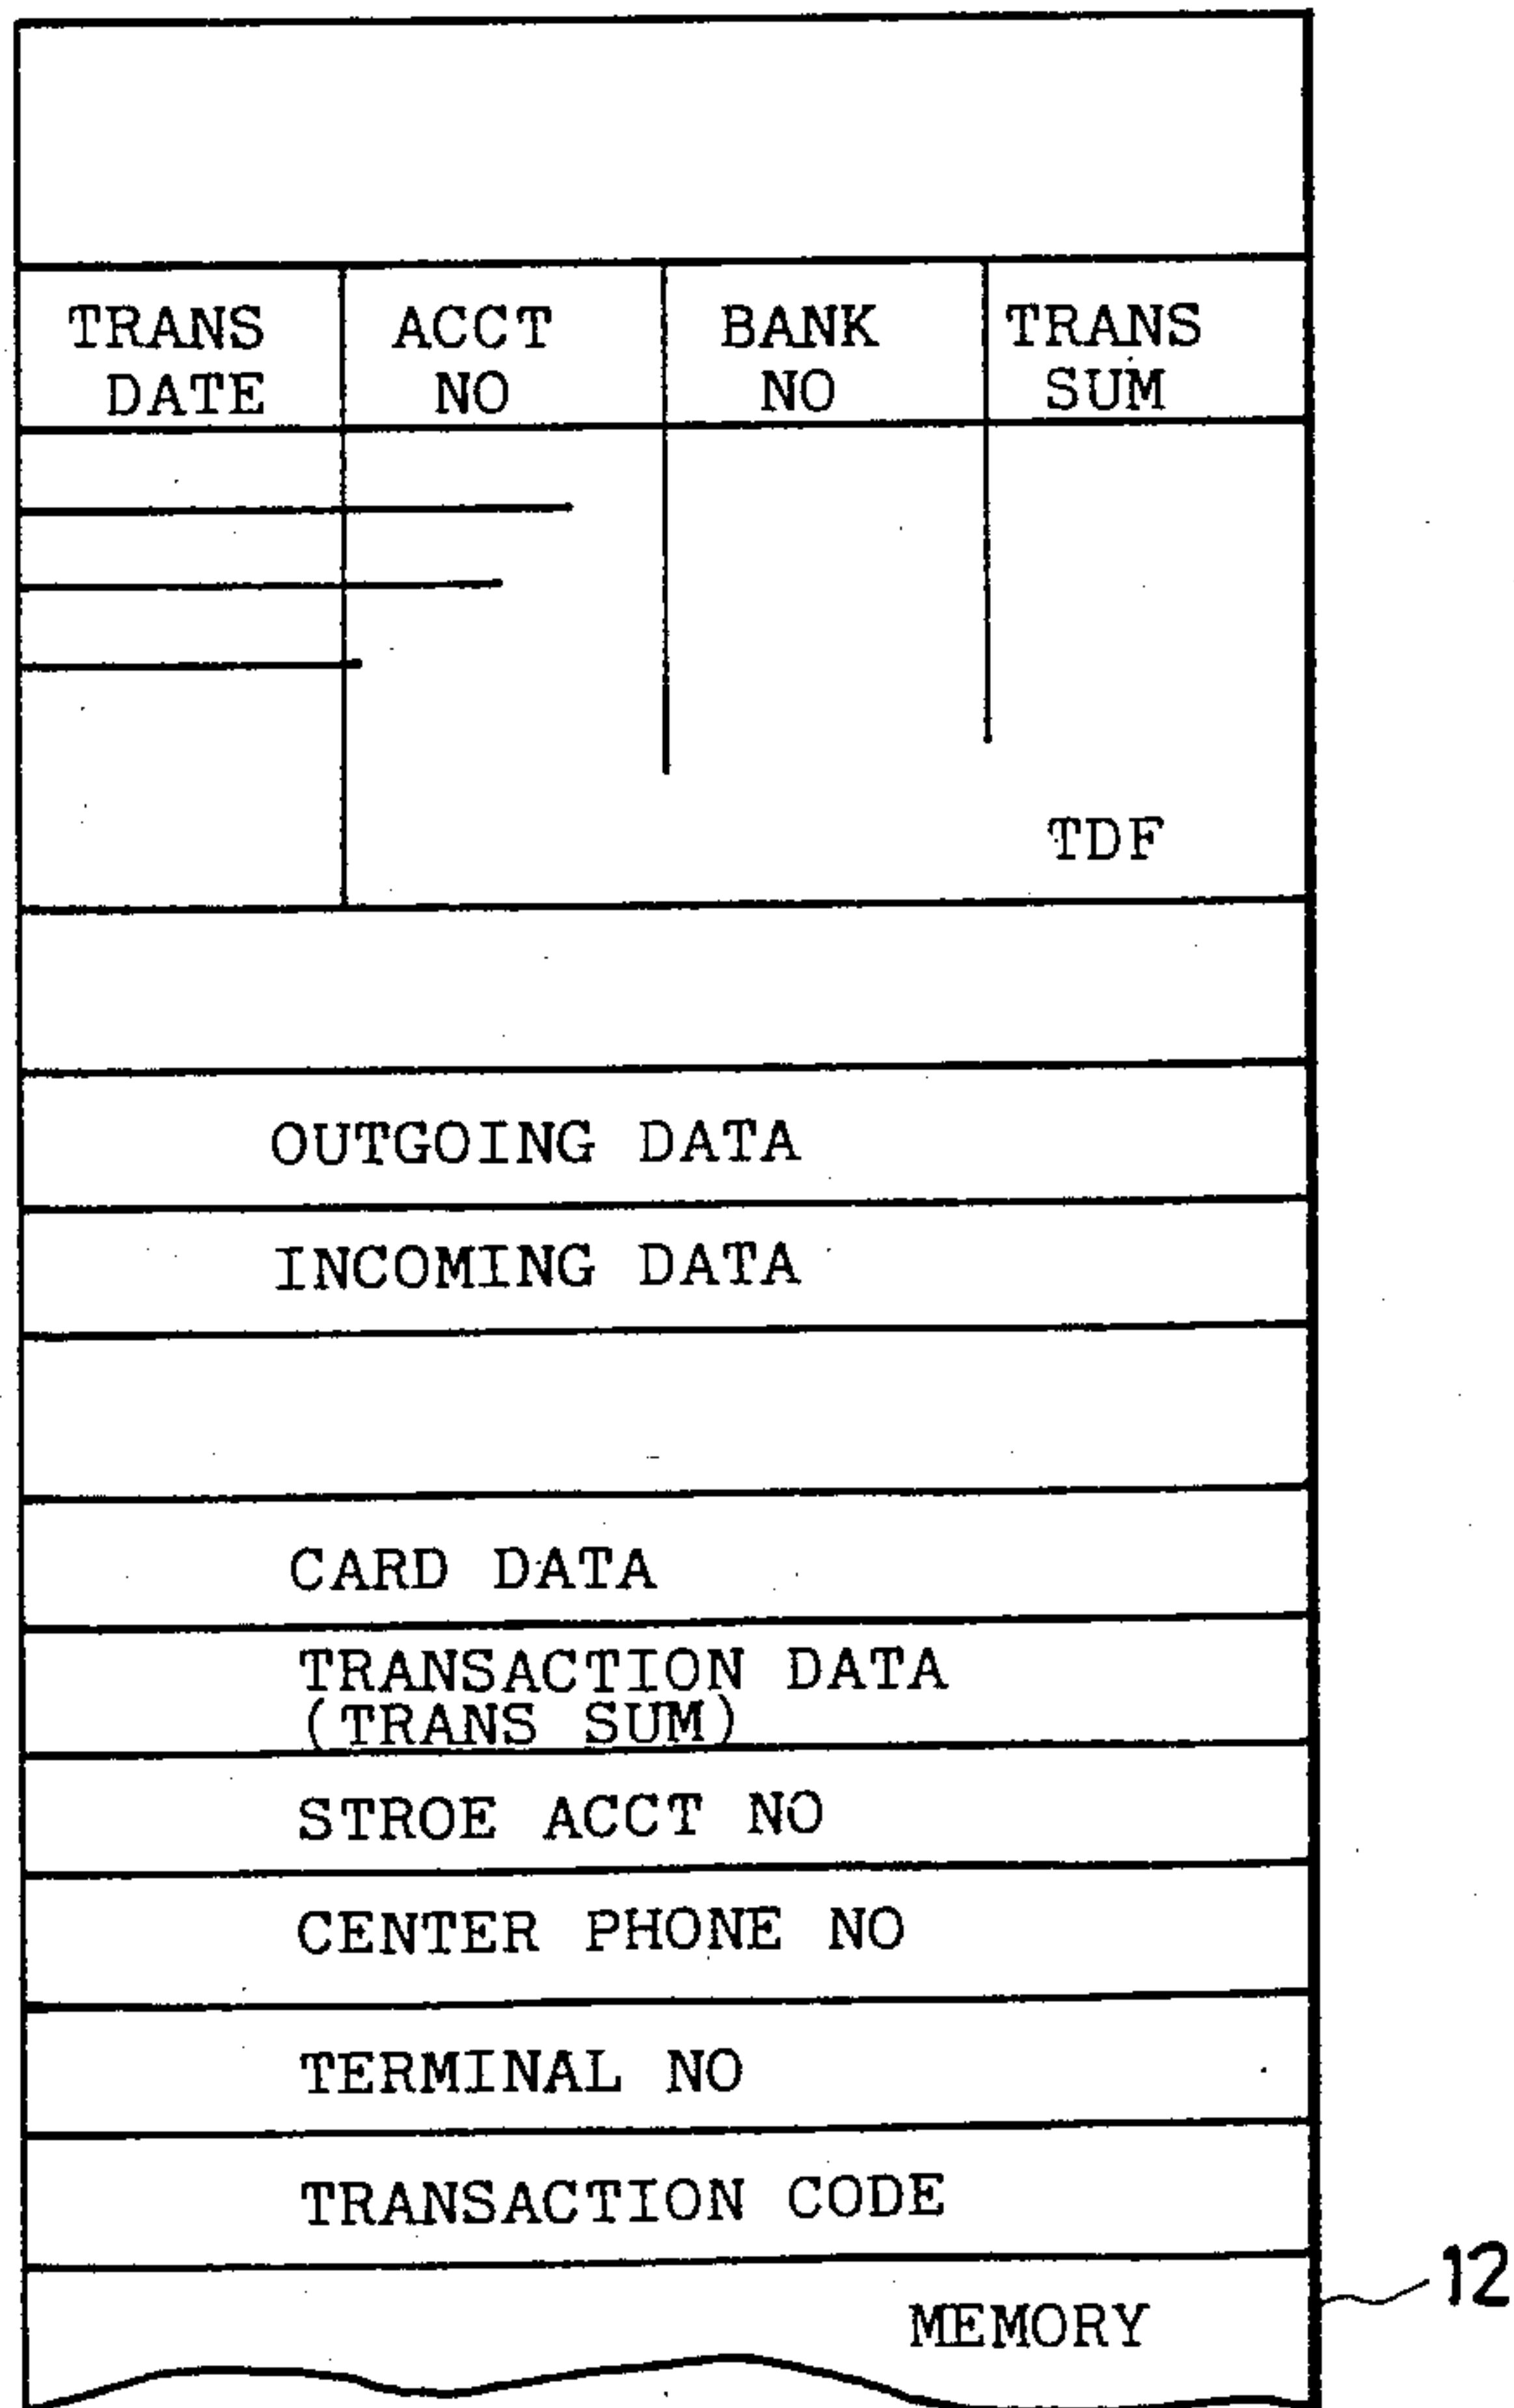 TRANS DATE
ACCT NO
BANK NO
TRANS SUM
TDF
OUTGOING DATA
INCOMING DATA
CARD DATA
TRANSACTION DATA
(TRANS SUM)
STROE ACCT NO
CENTER PHONE NO
TERMINAL NO
TRANSACTION CODE
MEMORY
12